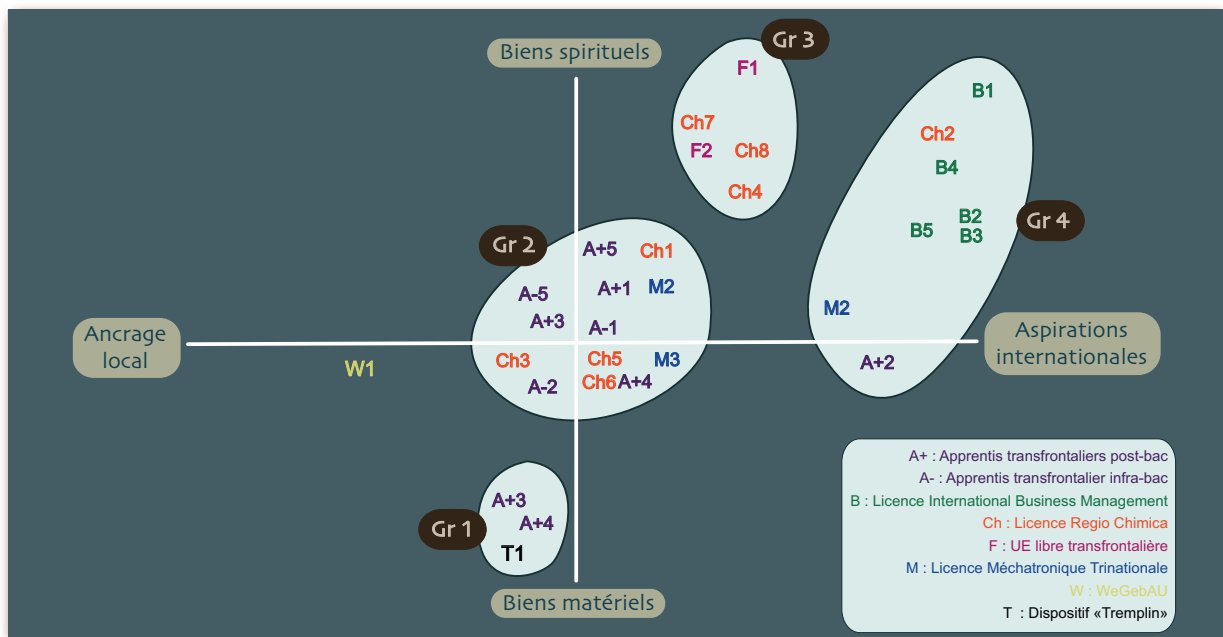 Biens spirituels
Gr 3
F1
Ch7
F2
Ch8
Ch4
B1
Ch2
B4
B2
B5
B3
Gr 4
M2
A+2
Gr 2
A+5
Ch1
A-5
A+1
M2
A+3
A-1
Ch3
Ch5
M3
A-2
Ch6
A+4
Ancrage
local
W1
Aspirations
internationales
Gr 1
A+3
A+4
T1
Biens matériels
A+ : Apprentis transfrontaliers post-bac
A- : Apprentis transfrontalier infra-bac
B : Licence International Business Management
Ch : Licence Regio Chimica
F : UE libre transfrontalière
M : Licence Méchatronique Trinationale
W : WeGebAU
T : Dispositif «Tremplin»